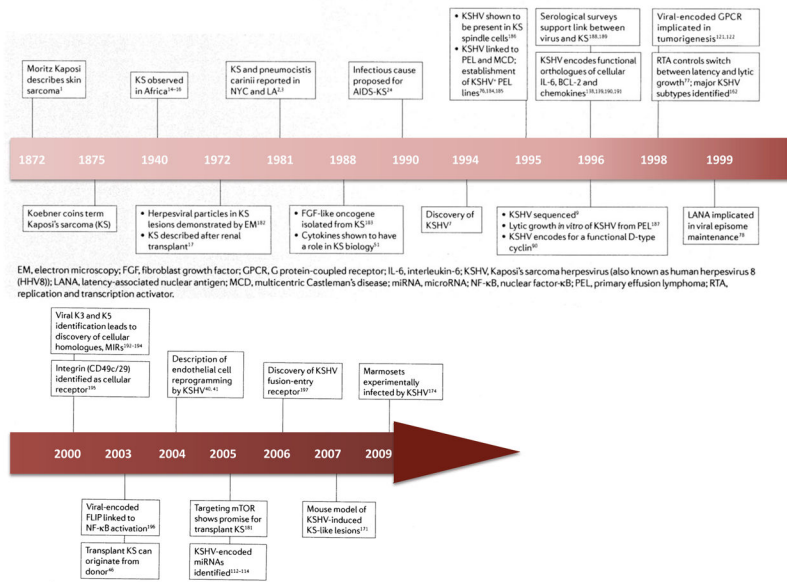 Moritz Kaposi
describes skin
sarcoma¹
KS observed
in Africa¹⁴⁻¹⁶
KS and pneumocistis
carinii reported in
NYC and LA²,³
Infectious cause
proposed for
AIDS-KS²⁴
• KSHV shown to
be present in KS
spindle cells¹⁸⁶
• KSHV linked to
PEL and MCD;
establishment
of KSHV⁺ PEL
lines⁷⁶,¹⁸⁴,¹⁸⁵
Serological surveys
support link between
virus and KS¹⁸⁸,¹⁸⁹
KSHV encodes functional
orthologues of cellular
IL-6, BCL-2 and
chemokines¹³⁸,¹³⁹,¹⁹⁰,¹⁹¹
Viral-encoded GPCR
implicated in
tumorigenesis¹²¹,¹²²
RTA controls switch
between latency and lytic
growth⁷⁷; major KSHV
subtypes identified¹⁶²
1872 1875 1940 1972 1981 1988 1990 1994 1995 1996 1998 1999
Koebner coins term
Kaposi's sarcoma (KS)
• Herpesviral particles in KS
lesions demonstrated by EM¹⁸²
• KS described after renal
transplant¹⁷
• FGF-like oncogene
isolated from KS¹⁸³
• Cytokines shown to have
a role in KS biology⁵¹
Discovery of
KSHV²
• KSHV sequenced⁹
• Lytic growth in vitro of KSHV from PEL¹⁸⁷
• KSHV encodes for a functional D-type
cyclin⁹⁰
LANA implicated
in viral episome
maintenance⁷⁸
EM, electron microscopy; FGF, fibroblast growth factor; GPCR, G protein-coupled receptor; IL-6, interleukin-6; KSHV, Kaposi's sarcoma herpesvirus (also known as human herpesvirus 8
(HHV8)); LANA, latency-associated nuclear antigen; MCD, multicentric Castleman's disease; miRNA, microRNA; NF-κB, nuclear factor-κB; PEL, primary effusion lymphoma; RTA,
replication and transcription activator.
Viral K3 and K5
identification leads to
discovery of cellular
homologues, MIRs¹⁹²⁻¹⁹⁴
Integrin (CD49c/29)
identified as cellular
receptor¹⁹⁵
Description of
endothelial cell
reprogramming
by KSHV⁴⁰,⁴¹
Discovery of KSHV
fusion-entry
receptor¹⁹⁷
Marmosets
experimentally
infected by KSHV¹⁷⁴
2000 2003 2004 2005 2006 2007 2009
Viral-encoded
FLIP linked to
NF-κB activation¹⁹⁶
Transplant KS can
originate from
donor⁴⁶
Targeting mTOR
shows promise for
transplant KS¹⁸¹
KSHV-encoded
miRNAs
identified¹¹²⁻¹¹⁴
Mouse model of
KSHV-induced
KS-like lesions¹⁷¹